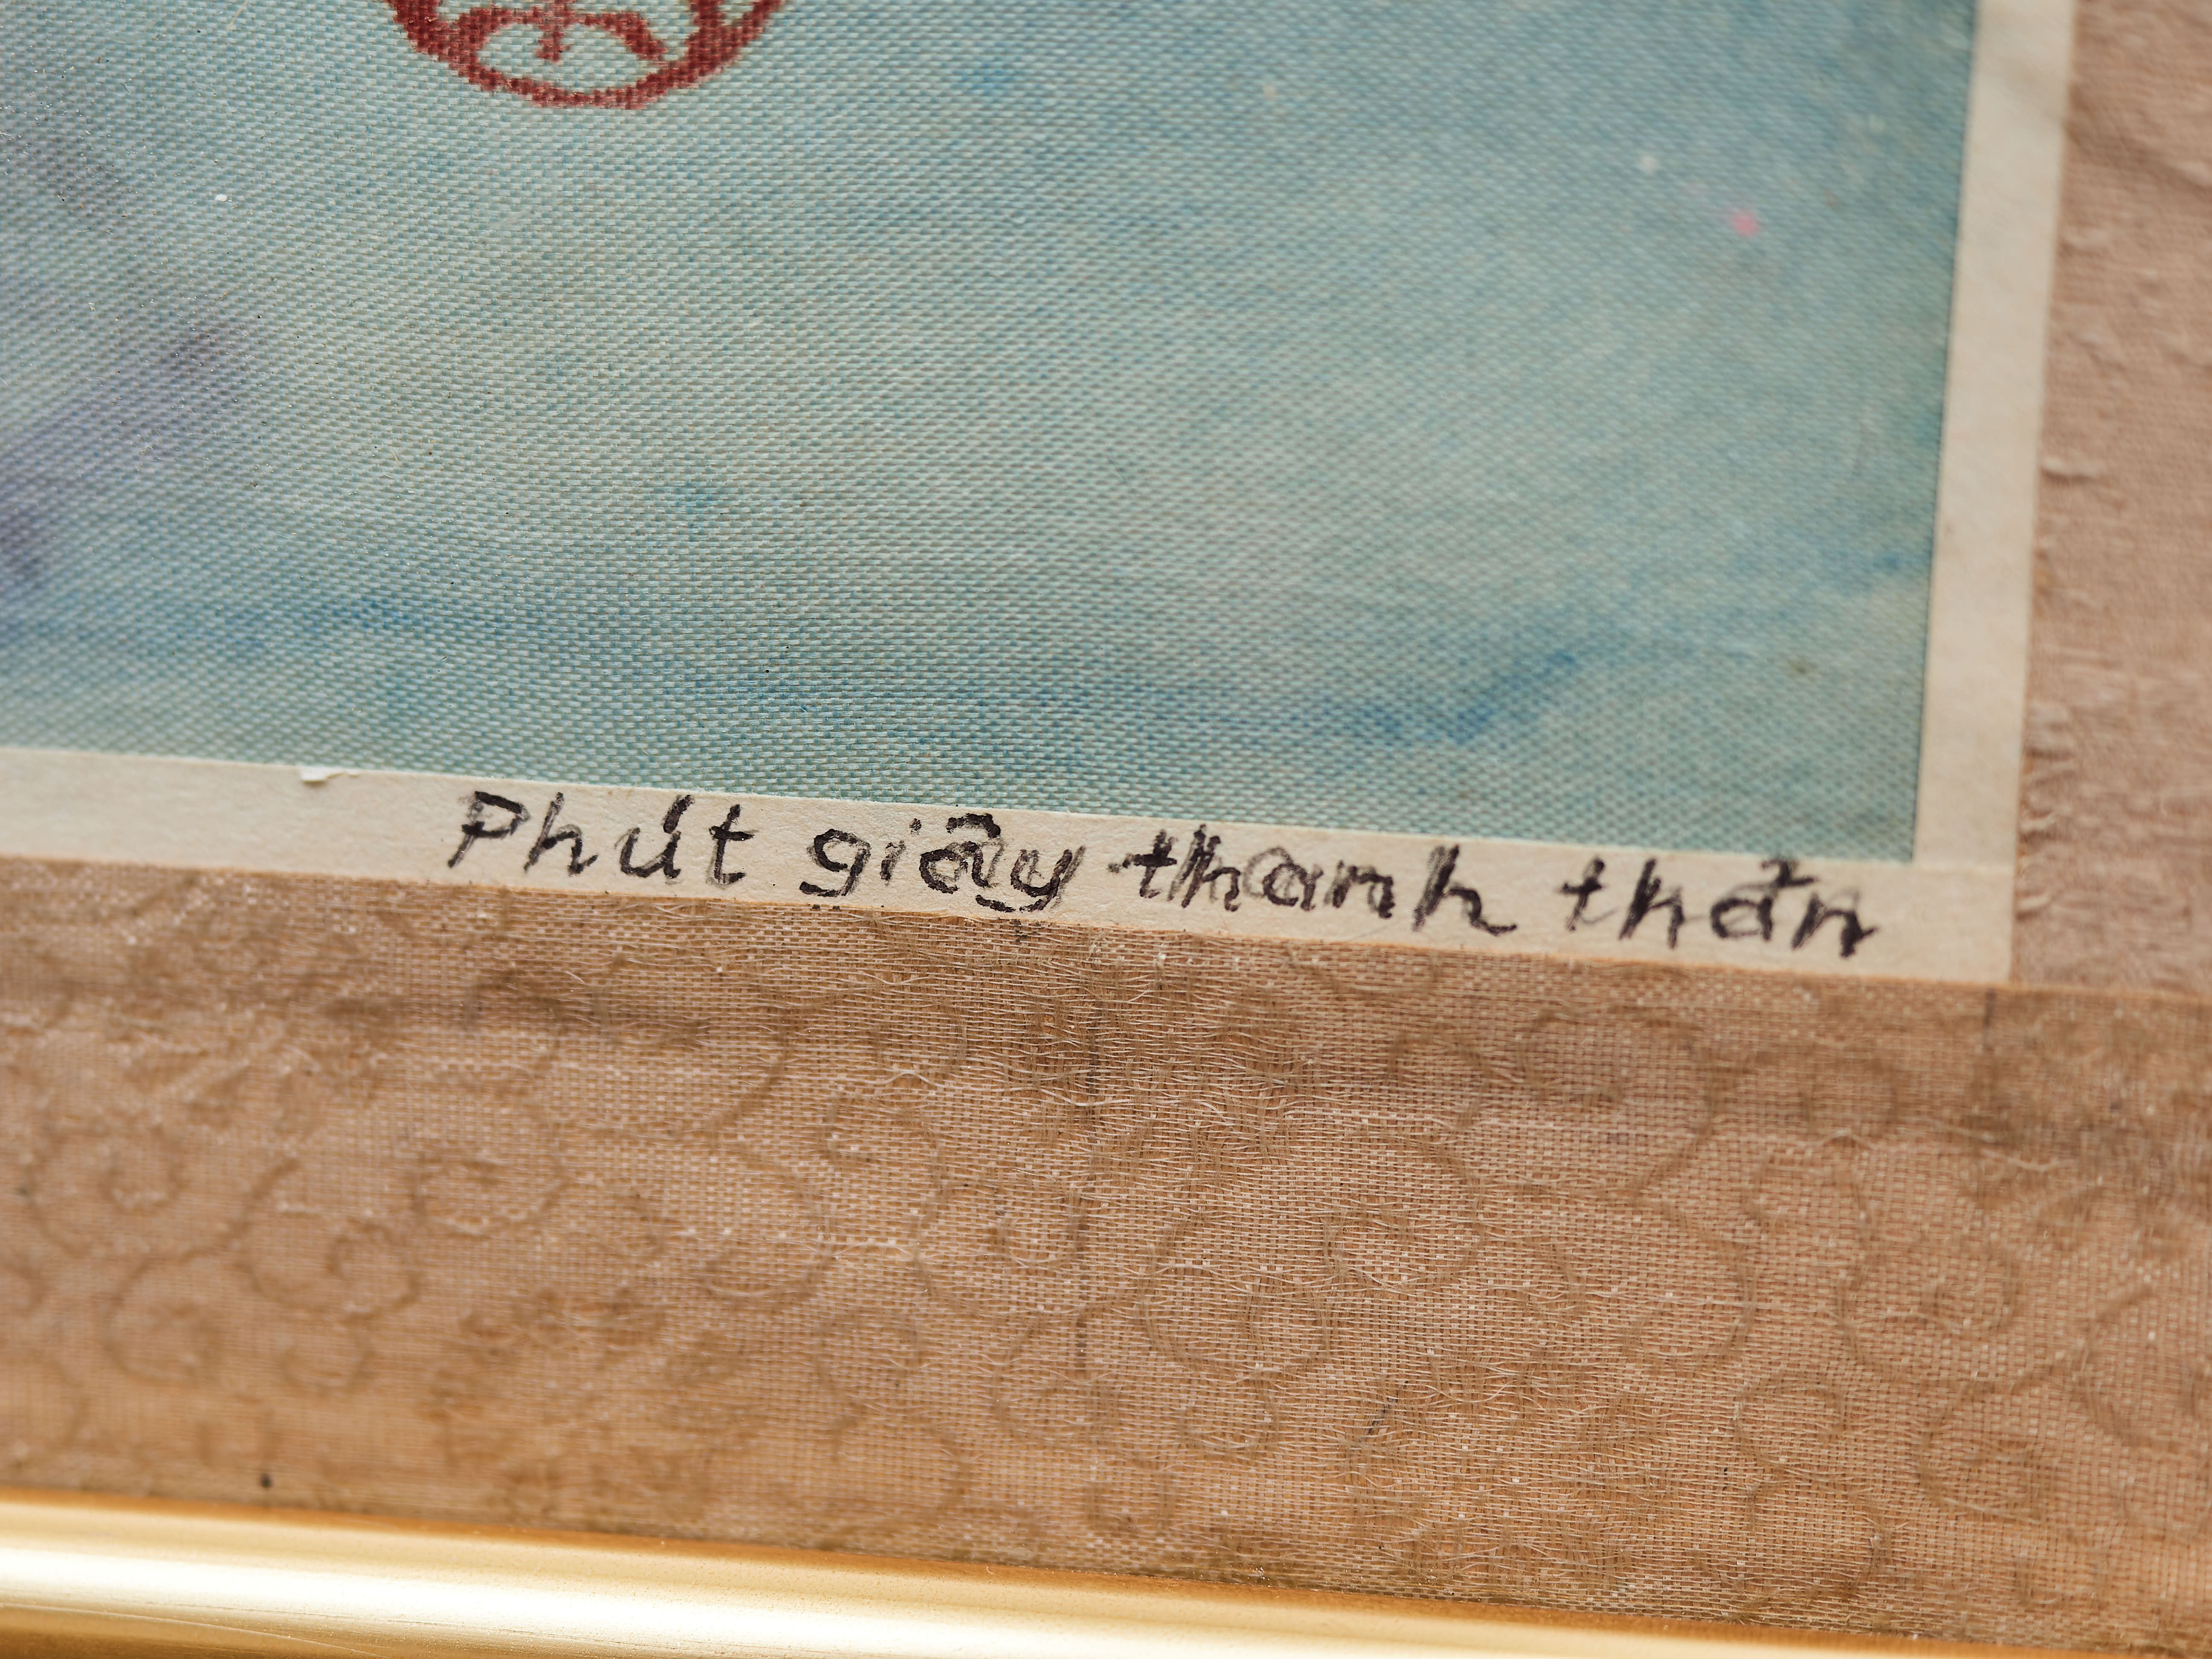 Phút giây thanh thản